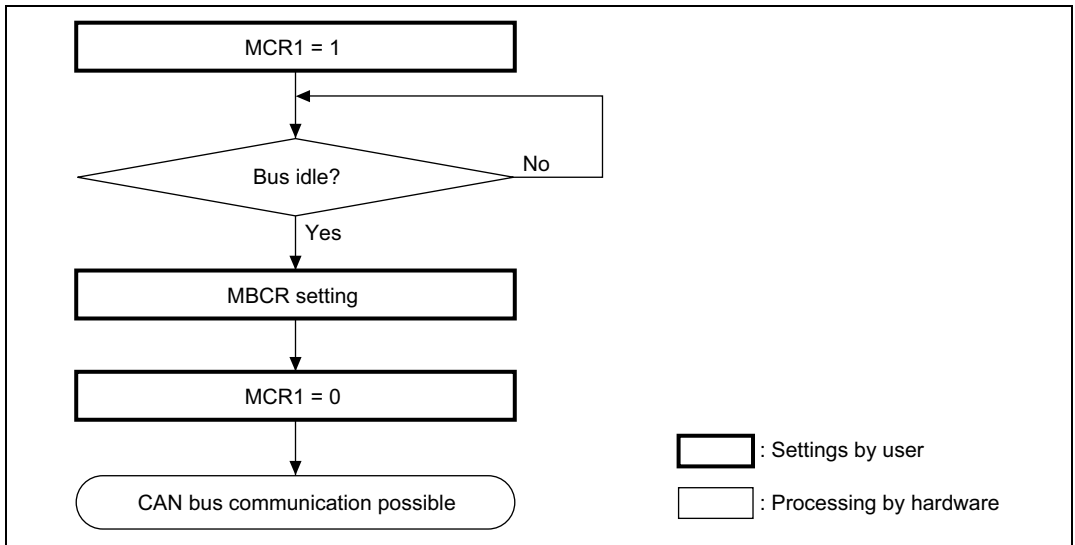 MCR1 = 1
Bus idle?
No
Yes
MBCR setting
MCR1 = 0
CAN bus communication possible
: Settings by user
: Processing by hardware